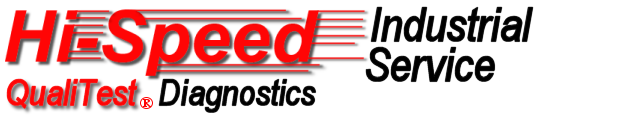 Hi-Speed Industrial
Service
QualiTest® Diagnostics